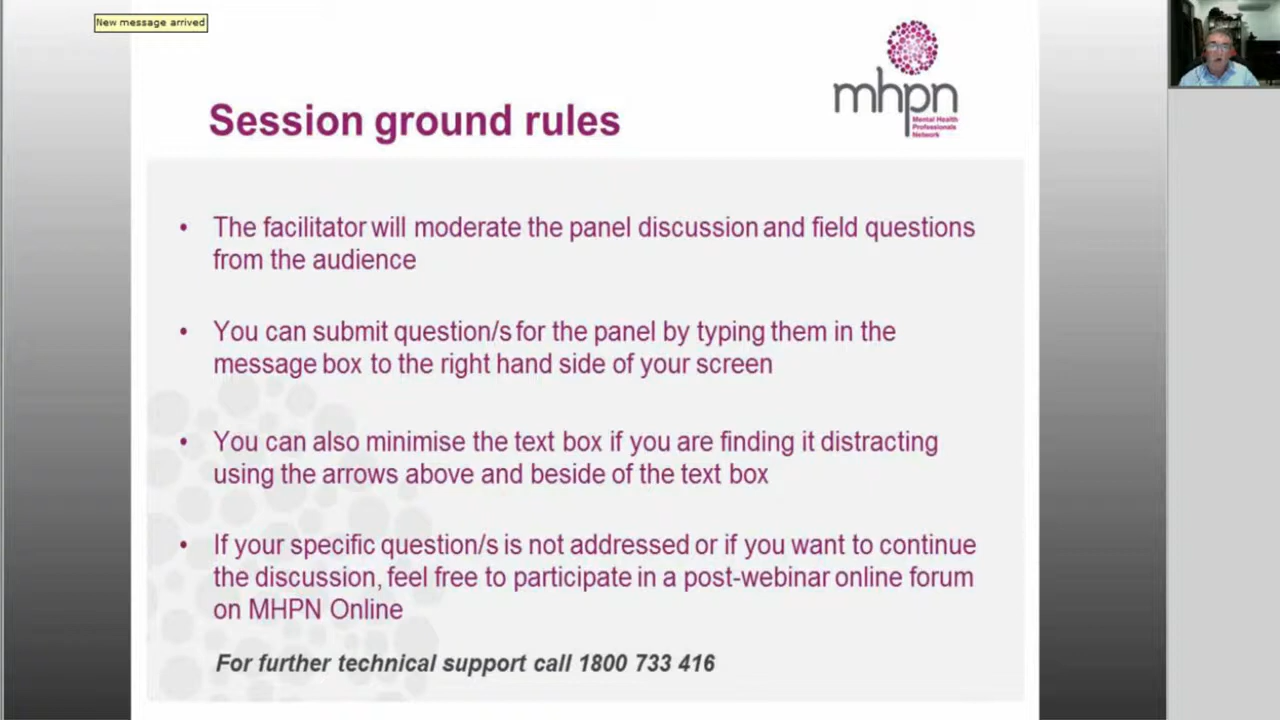 New message arrived
mhpn
Mental Health
Professionals
Network
Session ground rules
• The facilitator will moderate the panel discussion and field questions
from the audience
• You can submit question/s for the panel by typing them in the
message box to the right hand side of your screen
• You can also minimise the text box if you are finding it distracting
using the arrows above and beside of the text box
• If your specific question/s is not addressed or if you want to continue
the discussion, feel free to participate in a post-webinar online forum
on MHPN Online
For further technical support call 1800 733 416